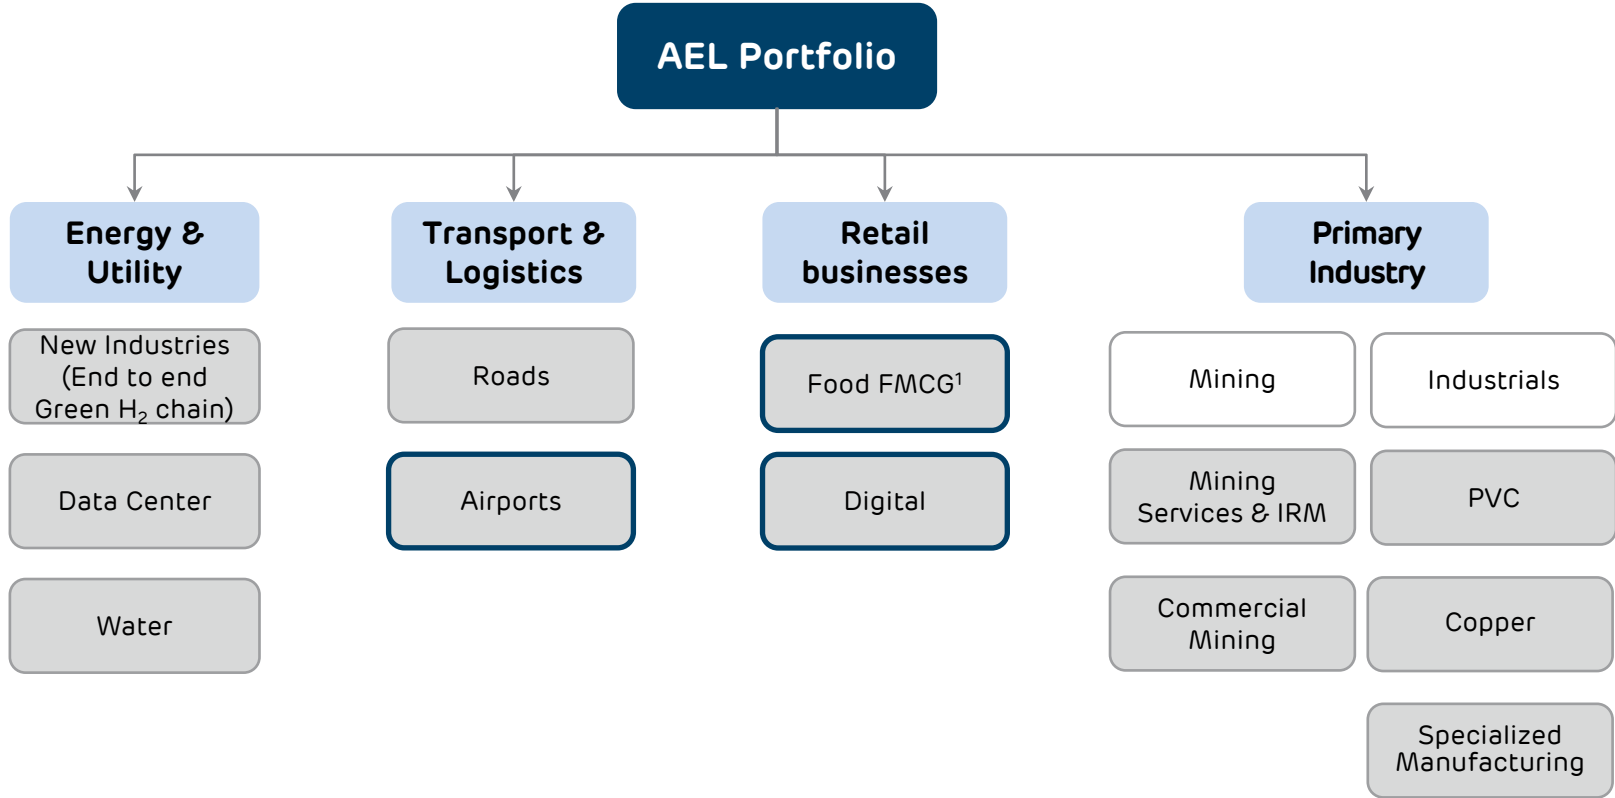 AEL Portfolio
Energy &
Utility
New Industries
(End to end
Green H₂ chain)
Data Center
Water
Transport &
Logistics
Roads
Airports
Retail
businesses
Food FMCG¹
Digital
Primary
Industry
Mining
Mining
Services & IRM
Commercial
Mining
Industrials
PVC
Copper
Specialized
Manufacturing